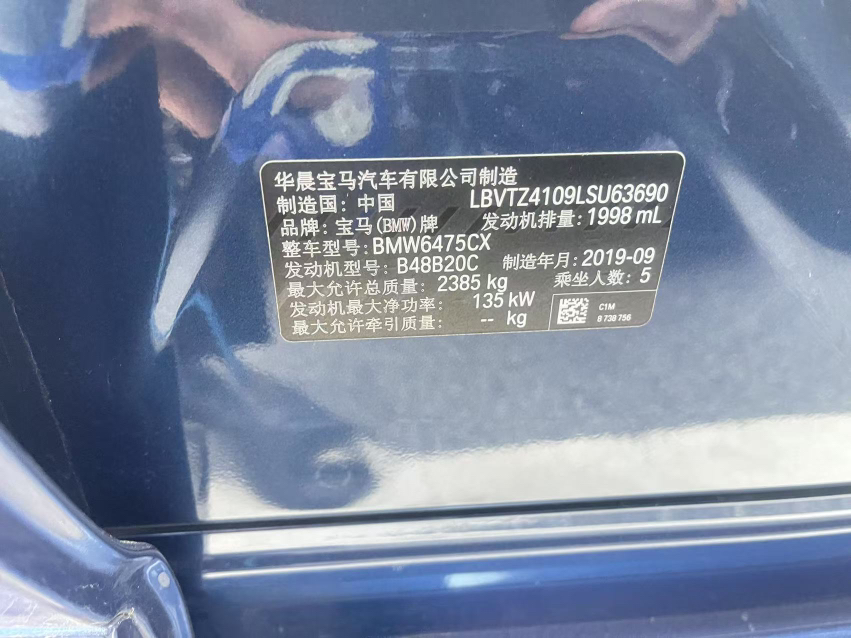 华晨宝马汽车有限公司制造
制造国: 中国 LBVTZ4109LSU63690
品牌: 宝马(BMW)牌 发动机排量: 1998 mL
整车型号: BMW6475CX
发动机型号: B48B20C 制造年月: 2019-09
最大允许总质量: 2385 kg 乘坐人数: 5
发动机最大净功率: 135 kW
最大允许牵引质量: -- kg
C1M
8 738 756